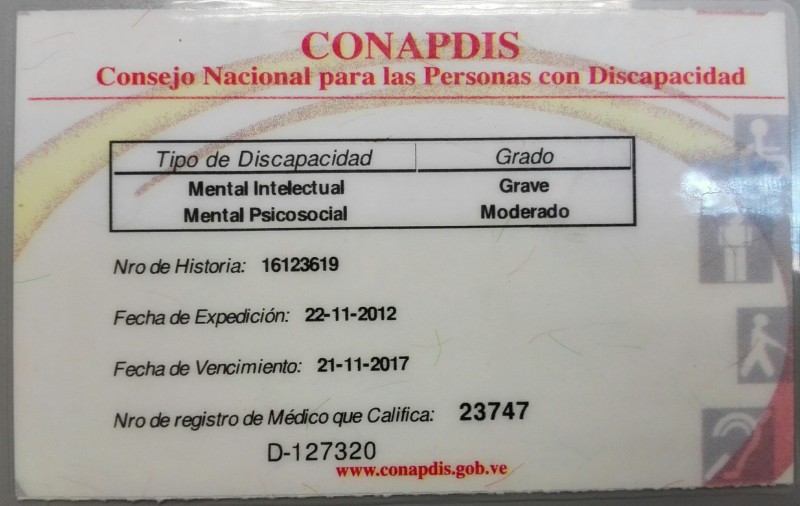 CONAPDIS
Consejo Nacional para las Personas con Discapacidad
Tipo de Discapacidad Grado
Mental Intelectual Grave
Mental Psicosocial Moderado
Nro de Historia: 16123619
Fecha de Expedición: 22-11-2012
Fecha de Vencimiento: 21-11-2017
Nro de registro de Médico que Califica: 23747
D-127320
www.conapdis.gob.ve